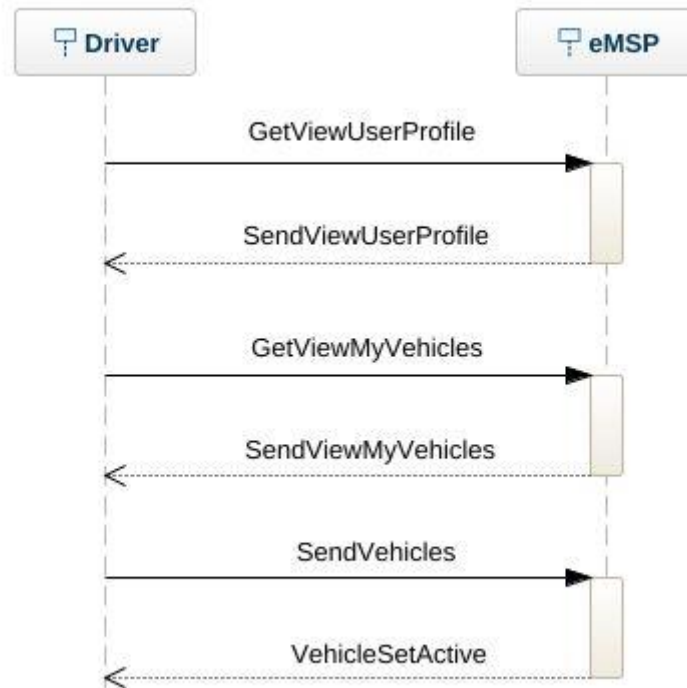 Driver
eMSP
GetViewUserProfile
SendViewUserProfile
GetViewMyVehicles
SendViewMyVehicles
SendVehicles
VehicleSetActive